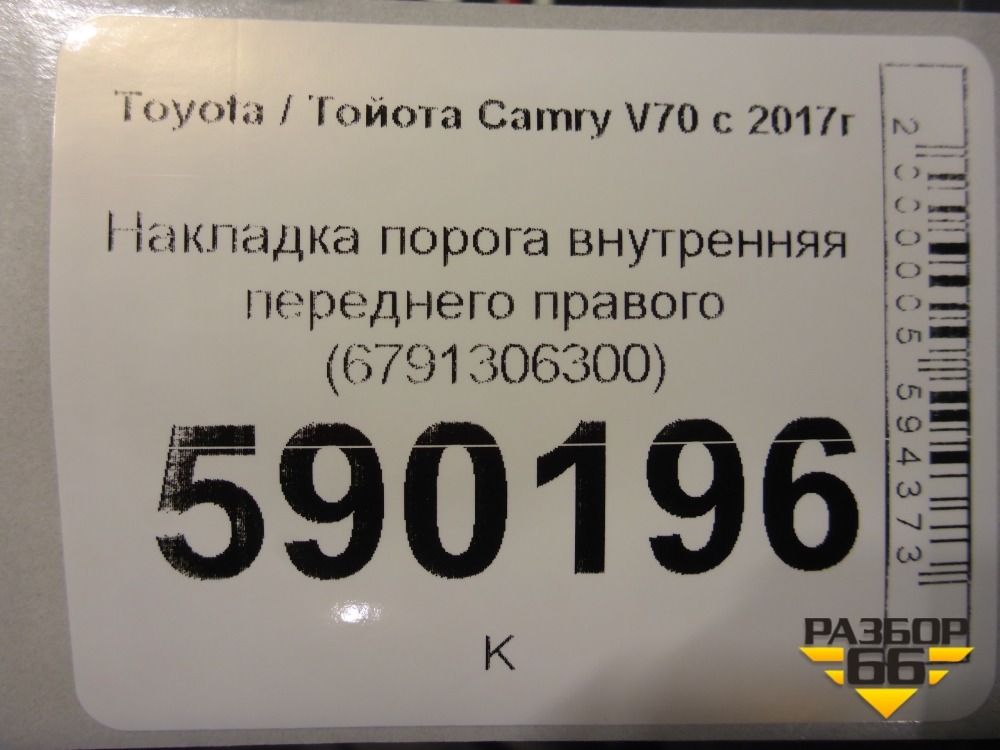 Toyota / Тойота Camry V70 с 2017г
Накладка порога внутренняя
переднего правого
(6791306300)
590196
К
2000005594373
РАЗБОР
66